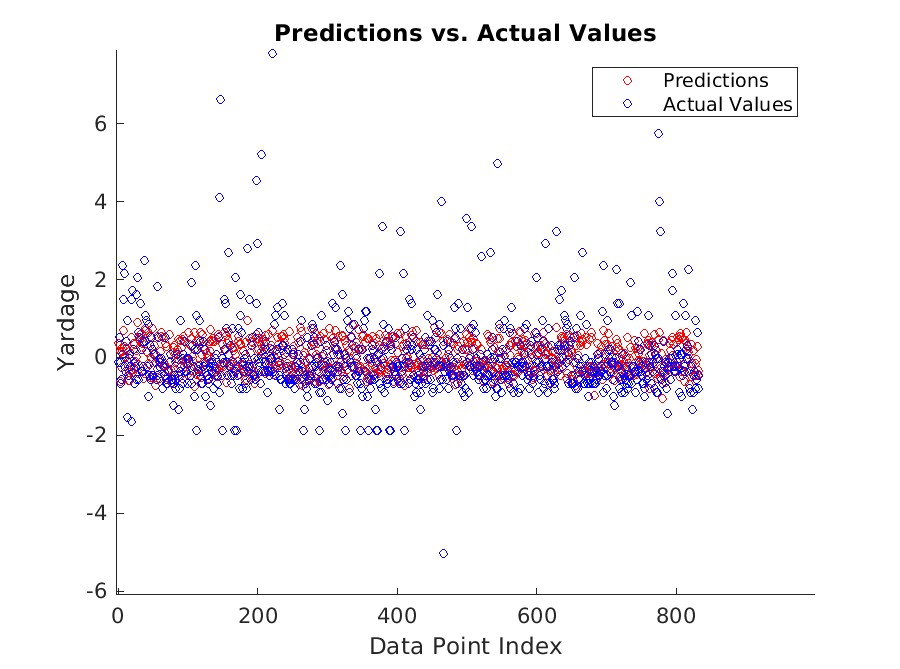 Predictions vs. Actual Values
Predictions
Actual Values
6
4
2
0
-2
-4
-6
Yardage
0 200 400 600 800
Data Point Index